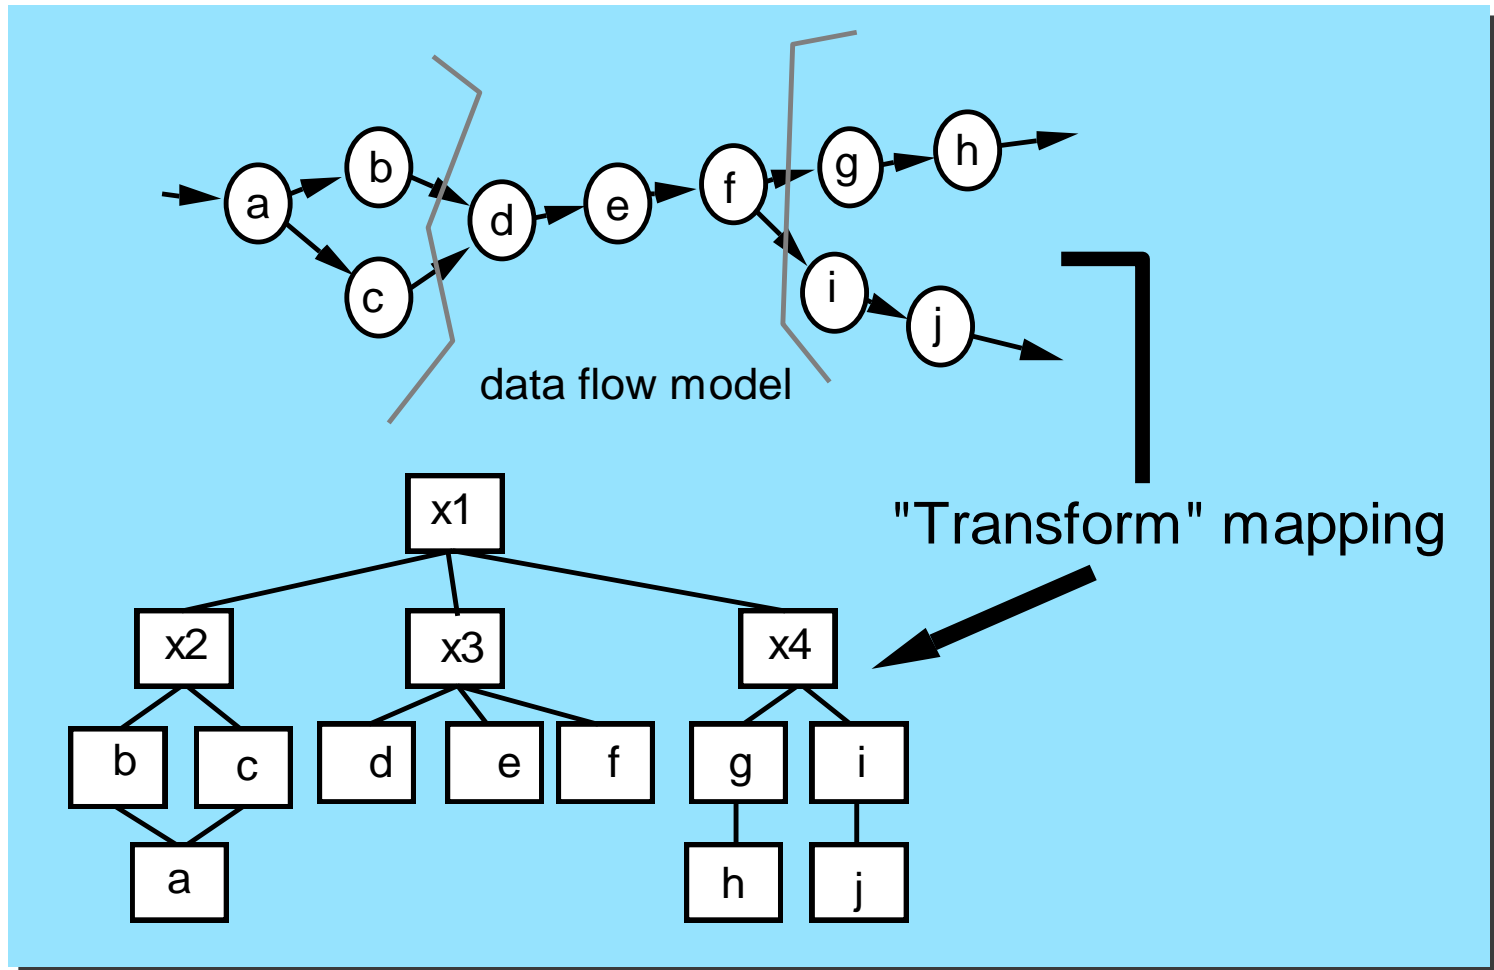 a
b
c
d
e
f
g
h
i
j
data flow model
"Transform" mapping
x1
x2
x3
x4
b
c
d
e
f
g
i
a
h
j